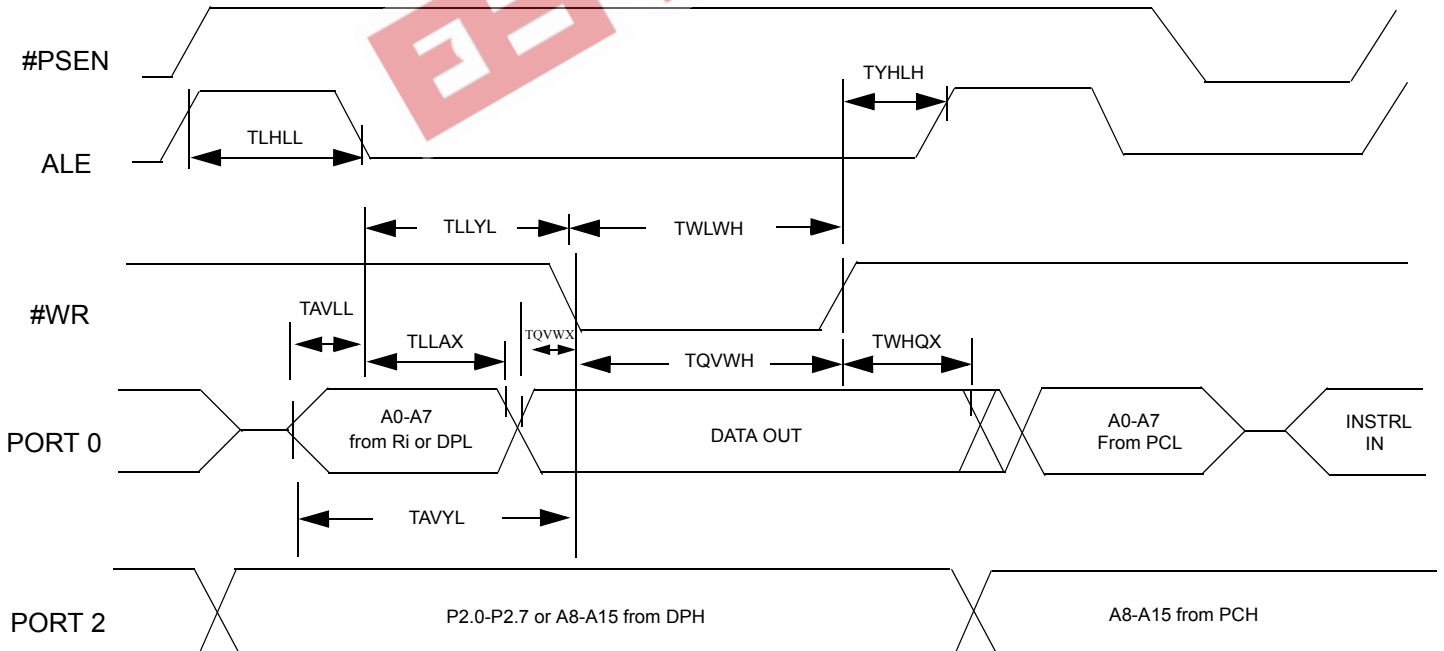 #PSEN
TYHLH
TLHLL
ALE
TLLYL
TWLWH
#WR
TAVLL
TLLAX
TQVWX
TQVWH
TWHQX
PORT 0
A0-A7
from Ri or DPL
DATA OUT
A0-A7
From PCL
INSTRL
IN
TAVYL
PORT 2
P2.0-P2.7 or A8-A15 from DPH
A8-A15 from PCH